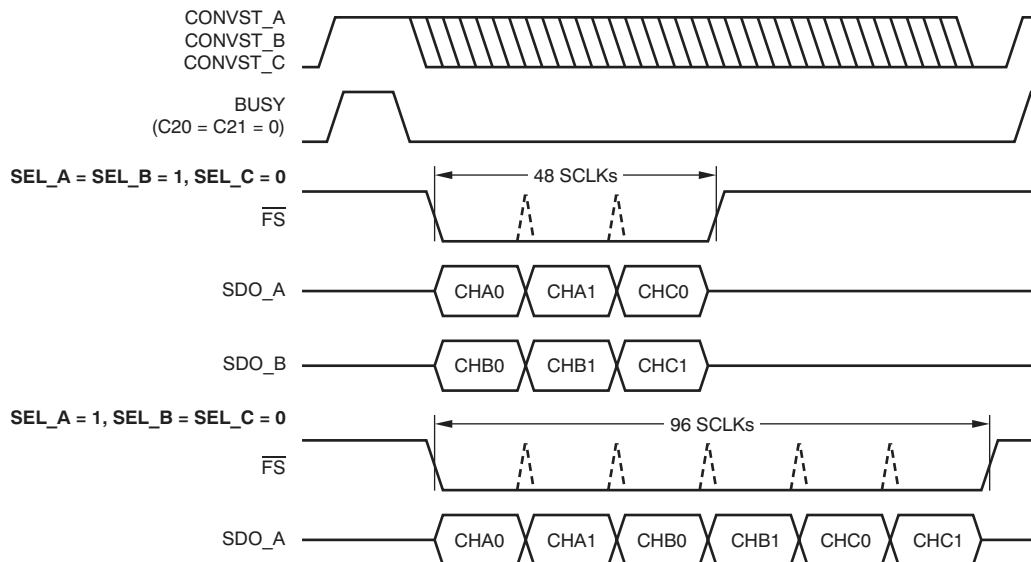 CONVST_A
CONVST_B
CONVST_C
BUSY
(C20 = C21 = 0)
SEL_A = SEL_B = 1, SEL_C = 0
48 SCLKs
FS
SDO_A
CHA0 CHA1 CHC0
SDO_B
CHB0 CHB1 CHC1
SEL_A = 1, SEL_B = SEL_C = 0
96 SCLKs
FS
SDO_A
CHA0 CHA1 CHB0 CHB1 CHC0 CHC1